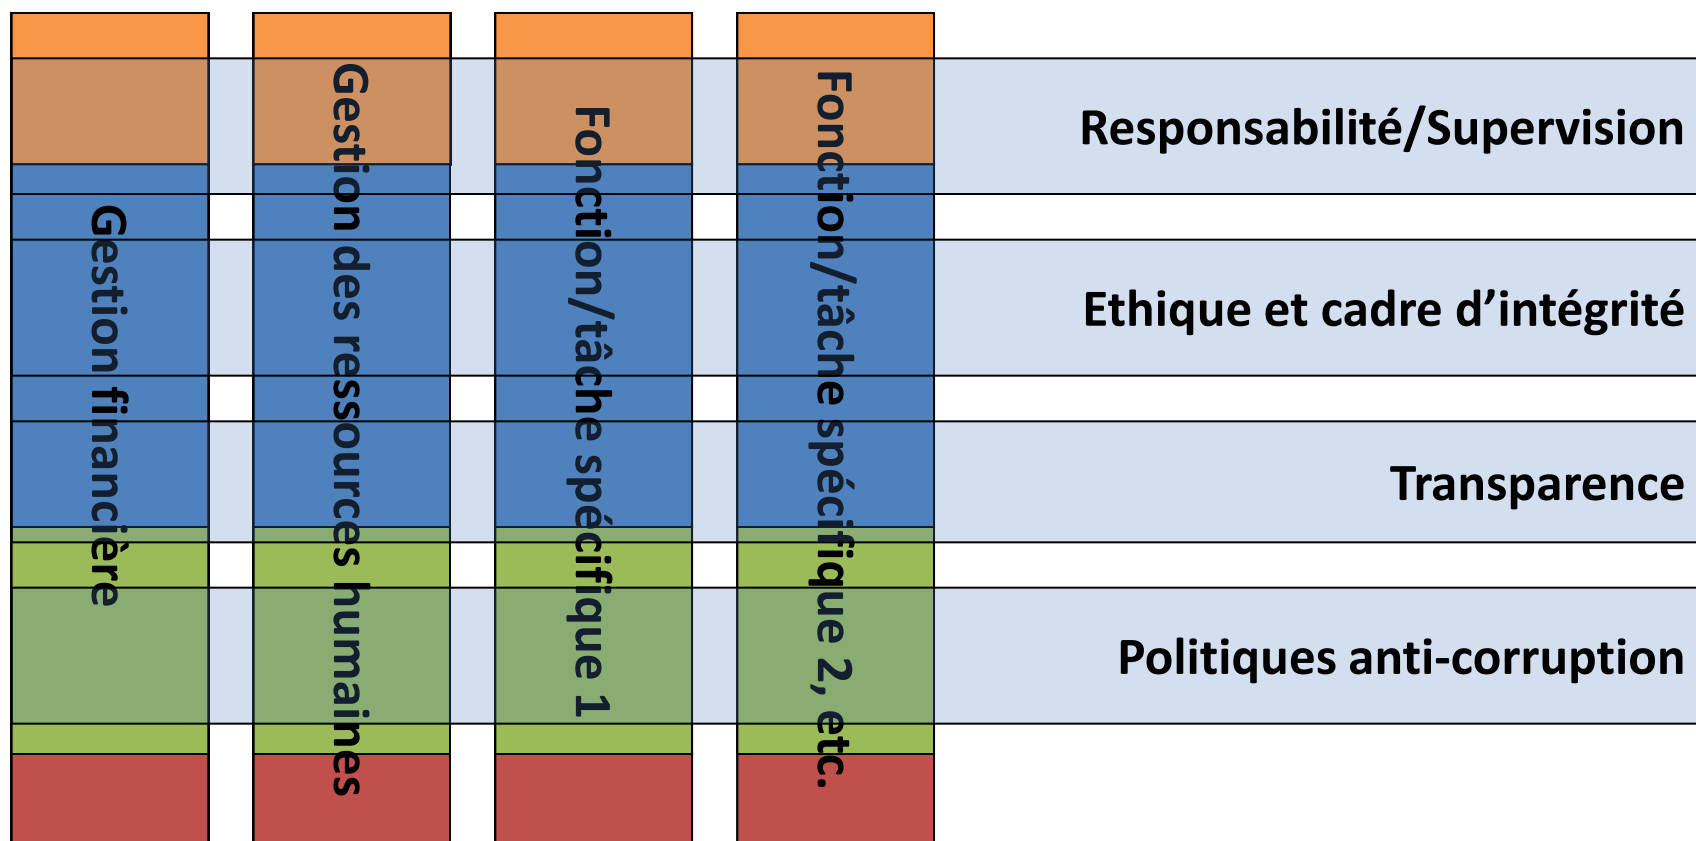 Gestion financière
Gestion des ressources humaines
Fonction/tâche spécifique 1
Fonction/tâche spécifique 2, etc.
Responsabilité/Supervision
Ethique et cadre d’intégrité
Transparence
Politiques anti-corruption